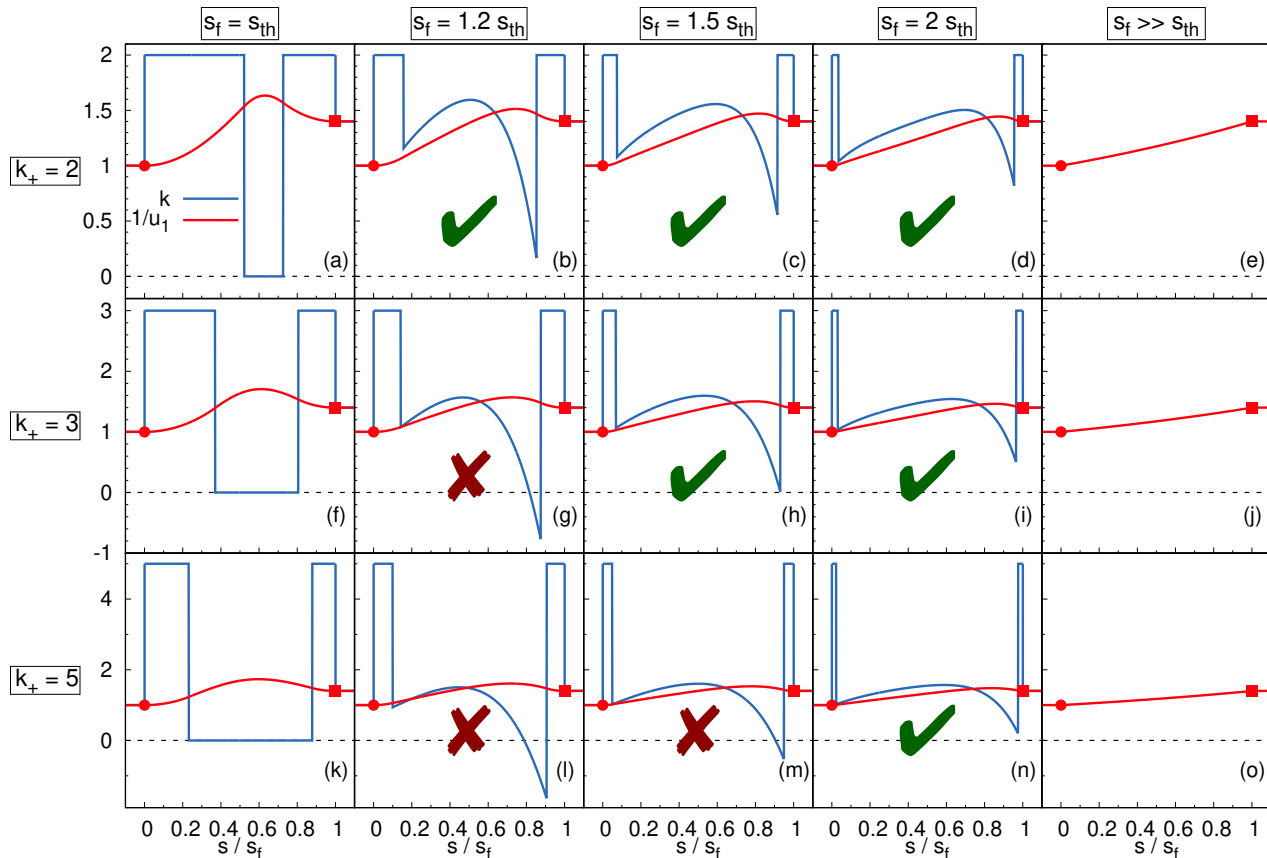 s_f = s_th
s_f = 1.2 s_th
s_f = 1.5 s_th
s_f = 2 s_th
s_f >> s_th
k_+ = 2
2
1.5
1
0.5
0
k
1/u_1
(a)
(b)
(c)
(d)
(e)
k_+ = 3
3
2
1
0
-1
(f)
(g)
(h)
(i)
(j)
k_+ = 5
4
2
0
(k)
(l)
(m)
(n)
(o)
0 0.2 0.4 0.6 0.8 1
0 0.2 0.4 0.6 0.8 1
0 0.2 0.4 0.6 0.8 1
0 0.2 0.4 0.6 0.8 1
0 0.2 0.4 0.6 0.8 1
s / s_f
s / s_f
s / s_f
s / s_f
s / s_f